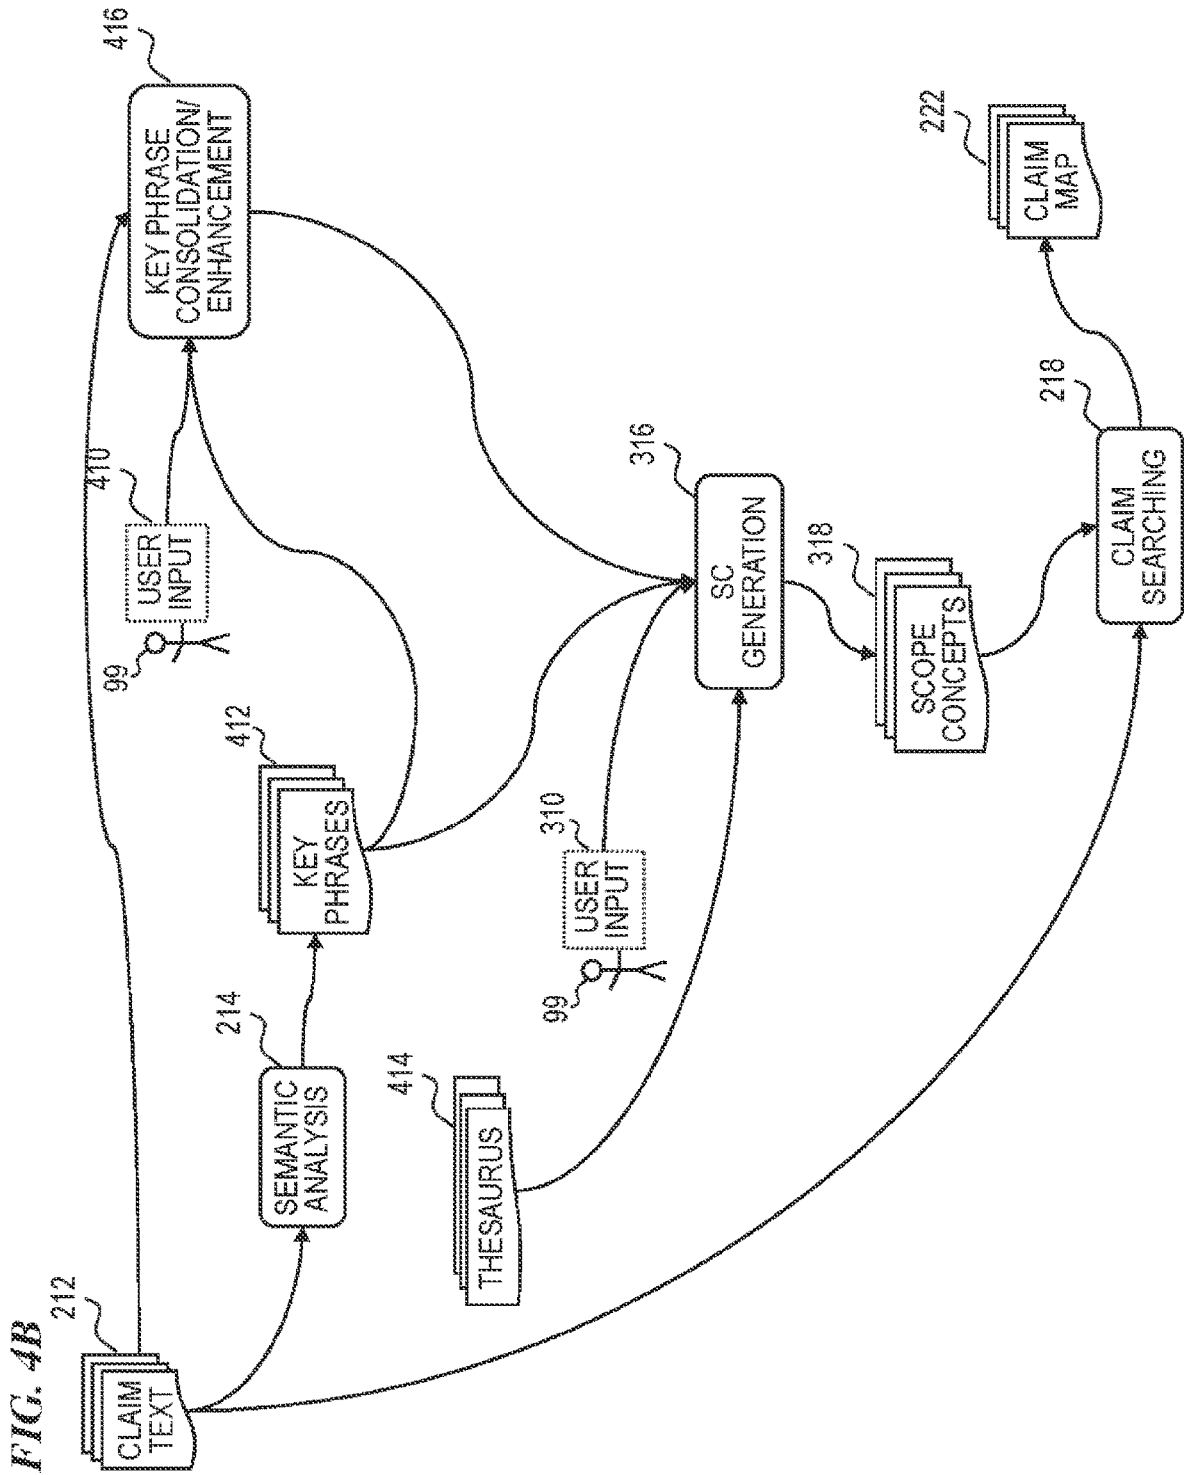 FIG. 4B
CLAIM
TEXT
212
SEMANTIC
ANALYSIS
214
KEY
PHRASES
412
99
USER
INPUT
410
KEY PHRASE
CONSOLIDATION/
ENHANCEMENT
416
THESAURUS
414
99
USER
INPUT
310
SC
GENERATION
316
SCOPE
CONCEPTS
318
CLAIM
SEARCHING
218
CLAIM
MAP
222